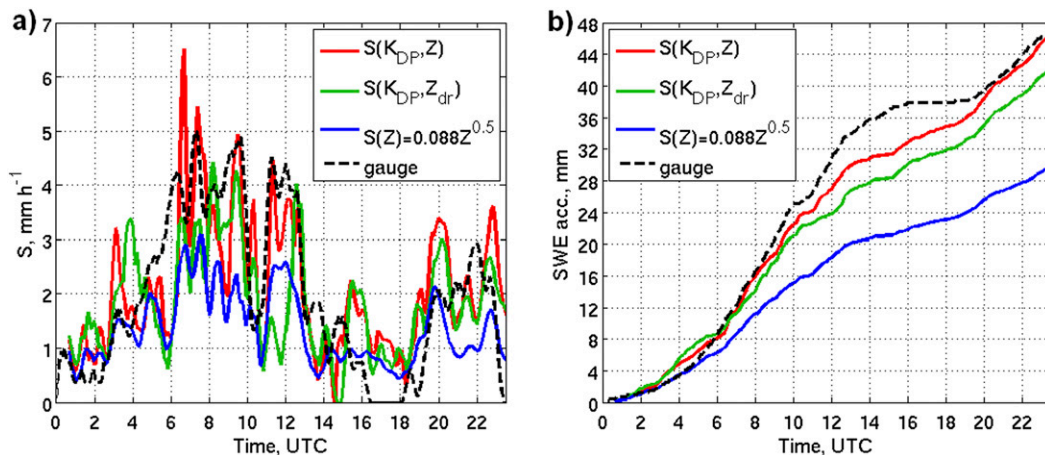 a)
7
6
5
4
3
2
1
0
S, mm h⁻¹
S(K_DP,Z)
S(K_DP,Z_dr)
S(Z)=0.088Z^0.5
gauge
0 2 4 6 8 10 12 14 16 18 20 22
Time, UTC
b)
48
44
40
36
32
28
24
20
16
12
8
4
0
SWE acc., mm
S(K_DP,Z)
S(K_DP,Z_dr)
S(Z)=0.088Z^0.5
gauge
0 2 4 6 8 10 12 14 16 18 20 22
Time, UTC